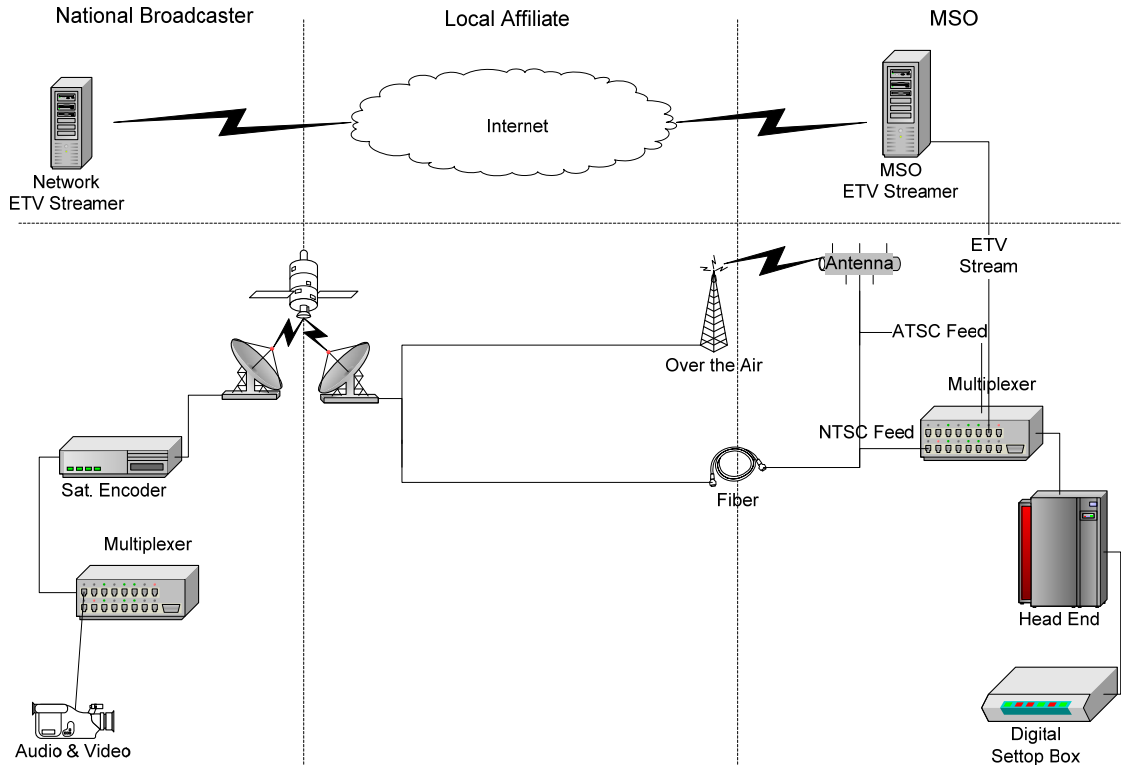 National Broadcaster
Local Affiliate
MSO
Internet
Network
ETV Streamer
MSO
ETV Streamer
ETV
Stream
Antenna
ATSC Feed
Over the Air
Multiplexer
NTSC Feed
Sat. Encoder
Fiber
Multiplexer
Head End
Audio & Video
Digital
Settop Box